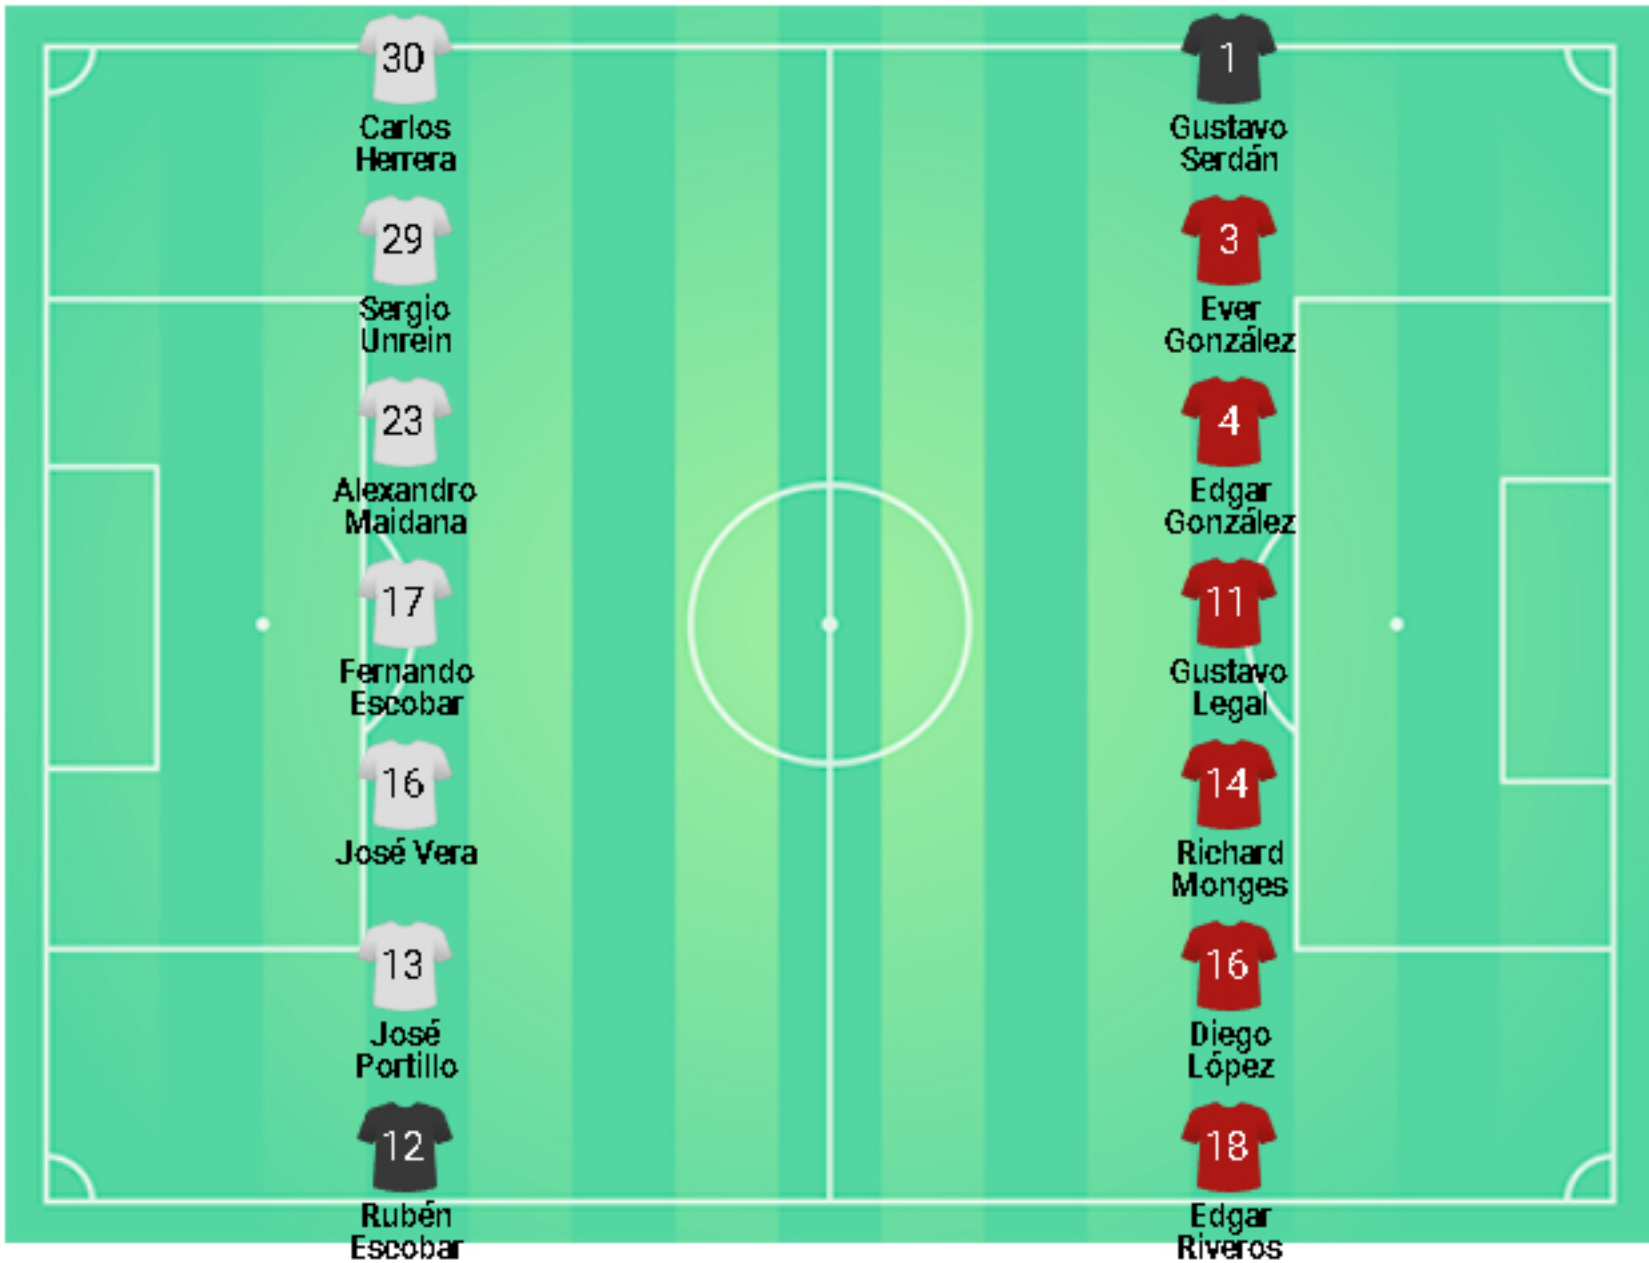 30
Carlos
Herrera
29
Sergio
Unrein
23
Alexandro
Maidana
17
Fernando
Escobar
16
José Vera
13
José
Portillo
12
Rubén
Escobar
1
Gustavo
Serdán
3
Ever
González
4
Edgar
González
11
Gustavo
Legal
14
Richard
Monges
16
Diego
López
18
Edgar
Riveros